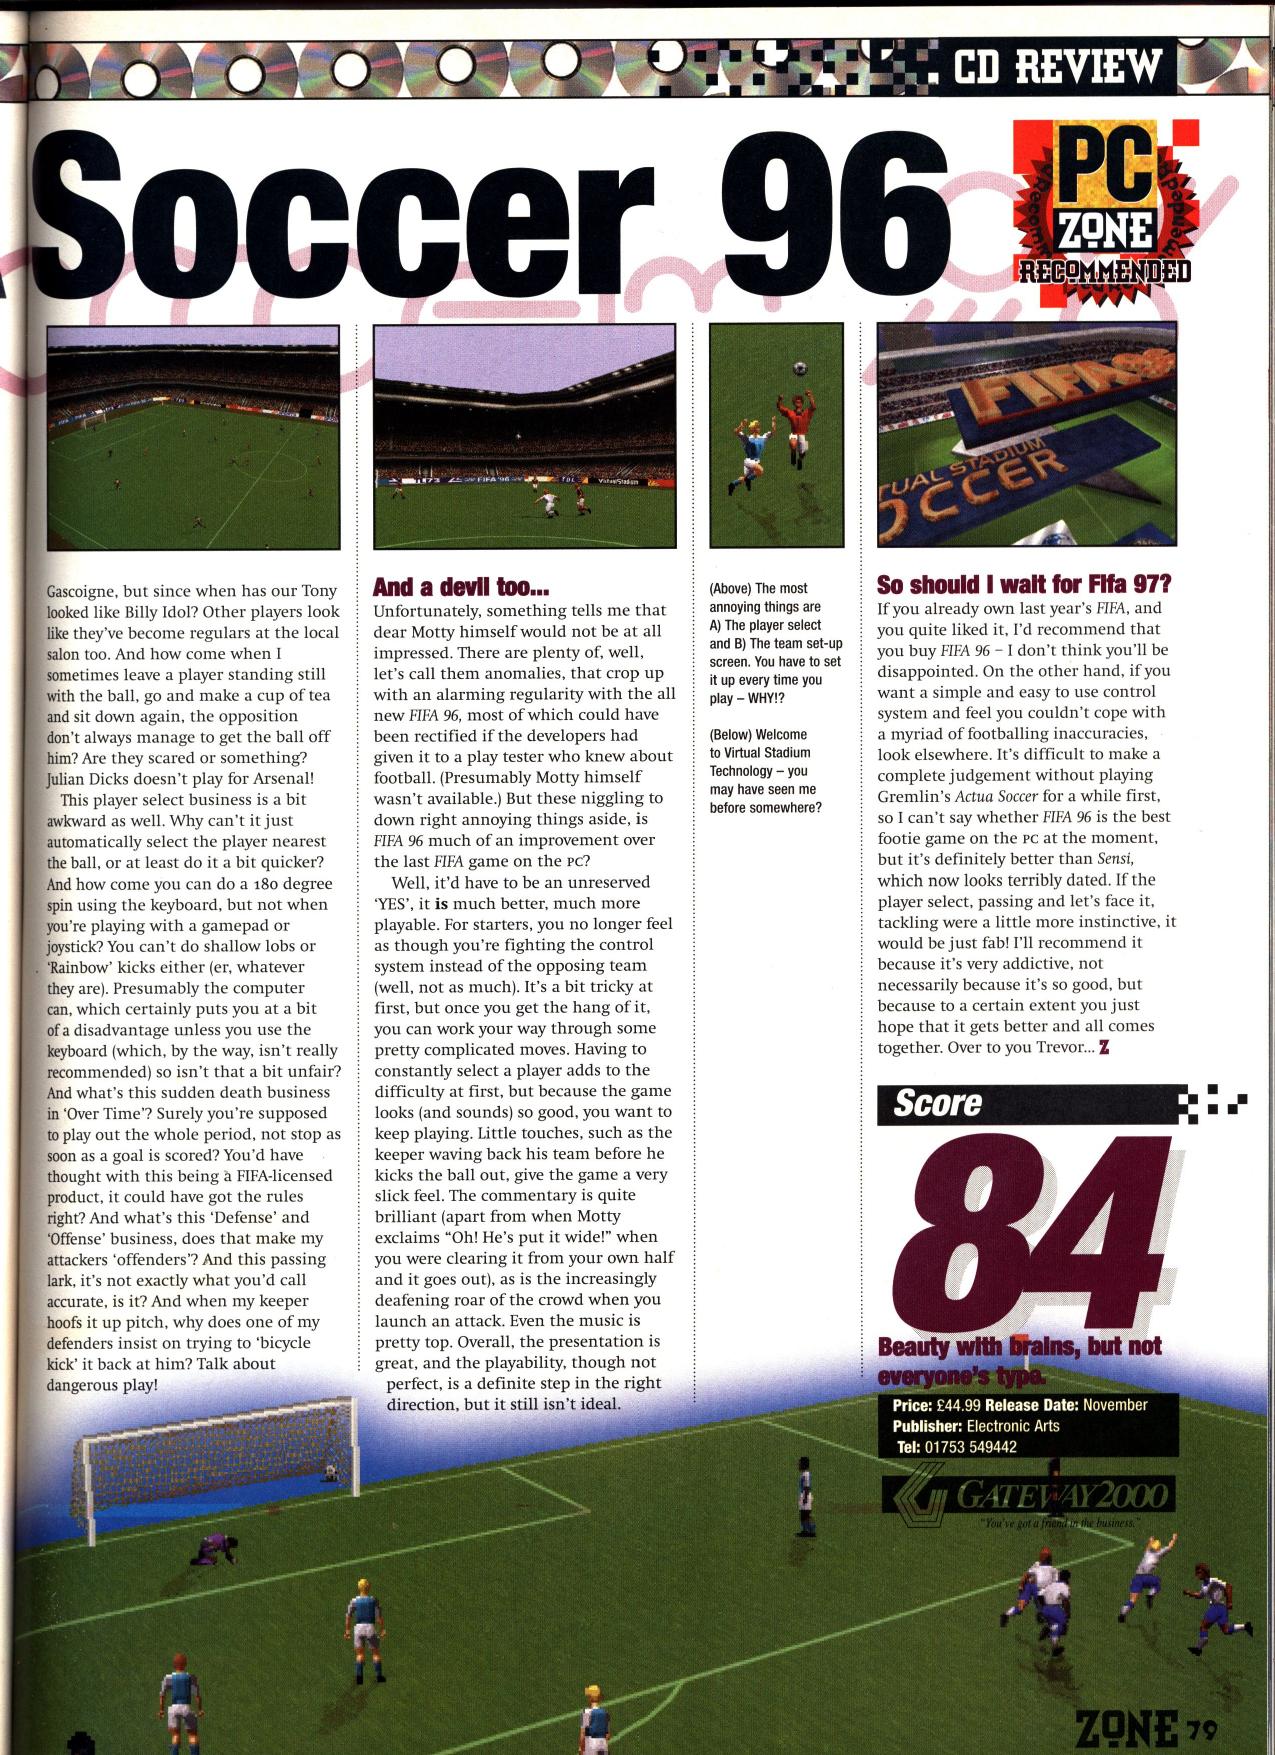 CD REVIEW
Soccer 96
PC
ZONE
RECOMMENDED
TL73
FIFA '96
TDL
VirtualStadium
FIFA 96
TUAL STADIUM
OCCER
Gascoigne, but since when has our Tony
looked like Billy Idol? Other players look
like they've become regulars at the local
salon too. And how come when I
sometimes leave a player standing still
with the ball, go and make a cup of tea
and sit down again, the opposition
don't always manage to get the ball off
him? Are they scared or something?
Julian Dicks doesn't play for Arsenal!
This player select business is a bit
awkward as well. Why can't it just
automatically select the player nearest
the ball, or at least do it a bit quicker?
And how come you can do a 180 degree
spin using the keyboard, but not when
you're playing with a gamepad or
joystick? You can't do shallow lobs or
'Rainbow' kicks either (er, whatever
they are). Presumably the computer
can, which certainly puts you at a bit
of a disadvantage unless you use the
keyboard (which, by the way, isn't really
recommended) so isn't that a bit unfair?
And what's this sudden death business
in 'Over Time'? Surely you're supposed
to play out the whole period, not stop as
soon as a goal is scored? You'd have
thought with this being a FIFA-licensed
product, it could have got the rules
right? And what's this 'Defense' and
'Offense' business, does that make my
attackers 'offenders'? And this passing
lark, it's not exactly what you'd call
accurate, is it? And when my keeper
hoofs it up pitch, why does one of my
defenders insist on trying to 'bicycle
kick' it back at him? Talk about
dangerous play!
And a devil too...
Unfortunately, something tells me that
dear Motty himself would not be at all
impressed. There are plenty of, well,
let's call them anomalies, that crop up
with an alarming regularity with the all
new FIFA 96, most of which could have
been rectified if the developers had
given it to a play tester who knew about
football. (Presumably Motty himself
wasn't available.) But these niggling to
down right annoying things aside, is
FIFA 96 much of an improvement over
the last FIFA game on the PC?
Well, it'd have to be an unreserved
'YES', it is much better, much more
playable. For starters, you no longer feel
as though you're fighting the control
system instead of the opposing team
(well, not as much). It's a bit tricky at
first, but once you get the hang of it,
you can work your way through some
pretty complicated moves. Having to
constantly select a player adds to the
difficulty at first, but because the game
looks (and sounds) so good, you want to
keep playing. Little touches, such as the
keeper waving back his team before he
kicks the ball out, give the game a very
slick feel. The commentary is quite
brilliant (apart from when Motty
exclaims "Oh! He's put it wide!" when
you were clearing it from your own half
and it goes out), as is the increasingly
deafening roar of the crowd when you
launch an attack. Even the music is
pretty top. Overall, the presentation is
great, and the playability, though not
perfect, is a definite step in the right
direction, but it still isn't ideal.
(Above) The most
annoying things are
A) The player select
and B) The team set-up
screen. You have to set
it up every time you
play – WHY!?
(Below) Welcome
to Virtual Stadium
Technology – you
may have seen me
before somewhere?
So should I wait for Fifa 97?
If you already own last year's FIFA, and
you quite liked it, I'd recommend that
you buy FIFA 96 – I don't think you'll be
disappointed. On the other hand, if you
want a simple and easy to use control
system and feel you couldn't cope with
a myriad of footballing inaccuracies,
look elsewhere. It's difficult to make a
complete judgement without playing
Gremlin's Actua Soccer for a while first,
so I can't say whether FIFA 96 is the best
footie game on the PC at the moment,
but it's definitely better than Sensi,
which now looks terribly dated. If the
player select, passing and let's face it,
tackling were a little more instinctive, it
would be just fab! I'll recommend it
because it's very addictive, not
necessarily because it's so good, but
because to a certain extent you just
hope that it gets better and all comes
together. Over to you Trevor... Z
Score
84
Beauty with brains, but not
everyone's type.
Price: £44.99 Release Date: November
Publisher: Electronic Arts
Tel: 01753 549442
GATEWAY2000
"You've got a friend in the business."
ZONE 79